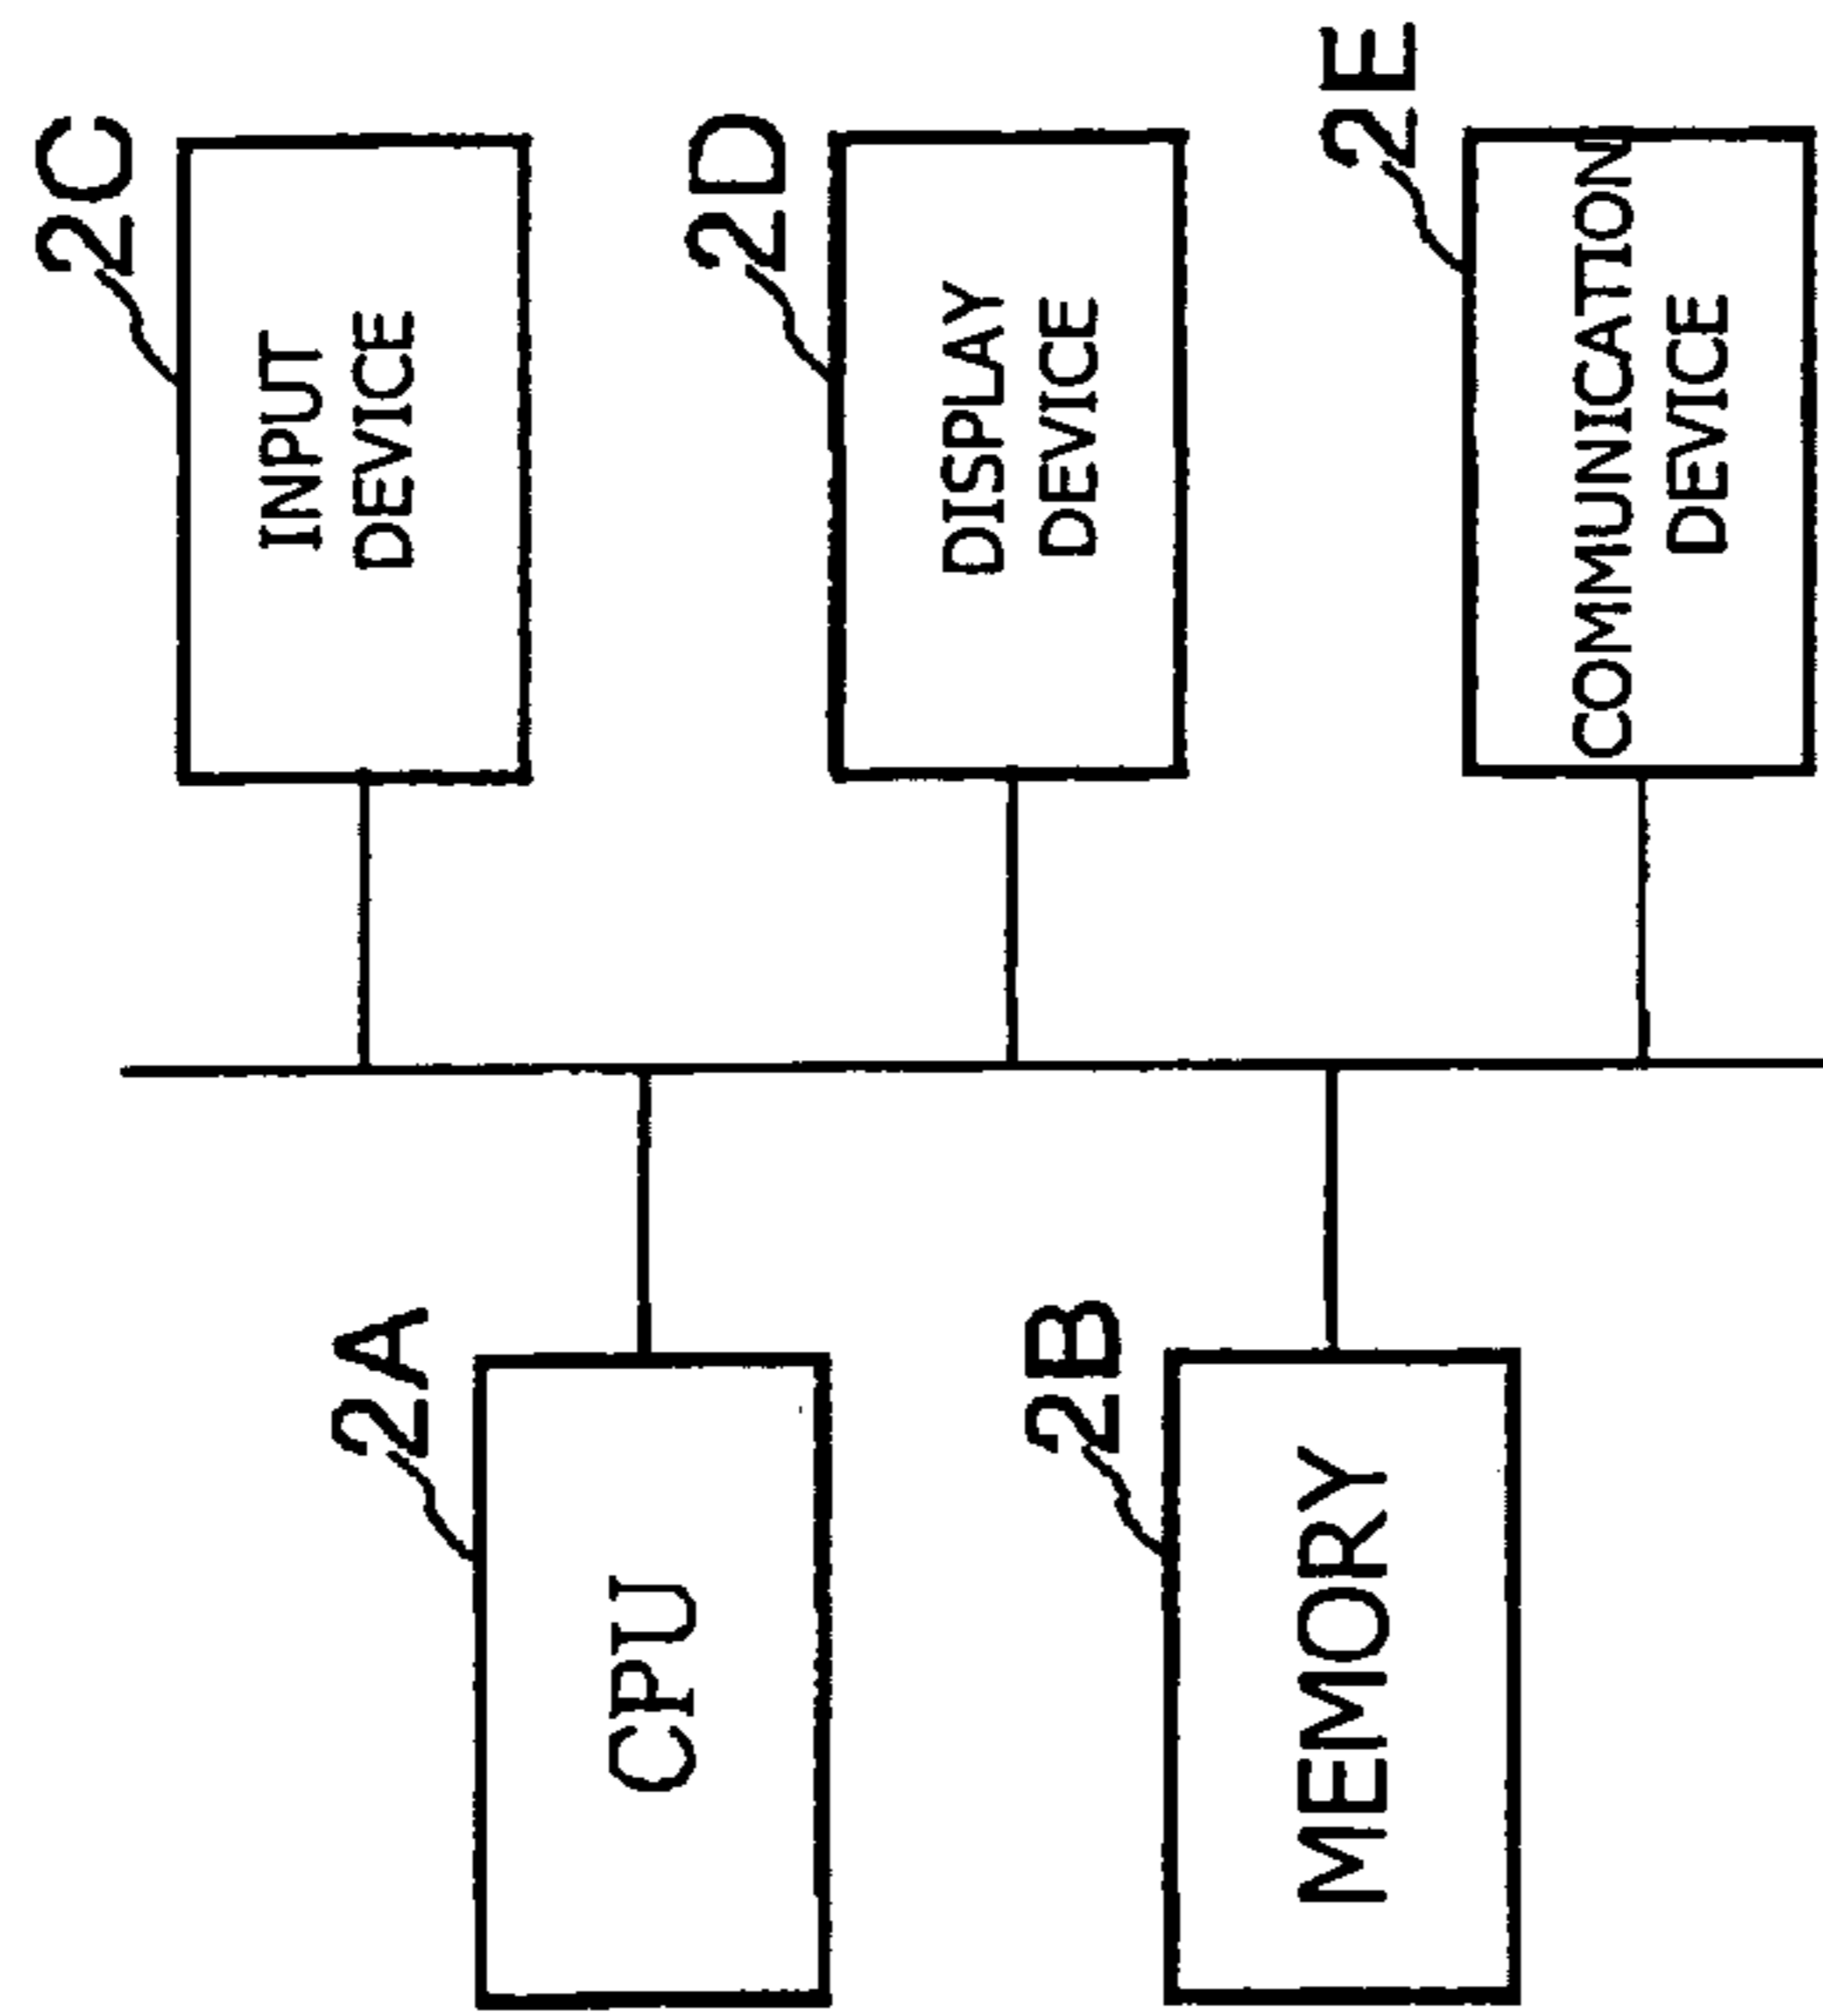 2A
CPU
2B
MEMORY
2C
INPUT
DEVICE
2D
DISPLAY
DEVICE
2E
COMMUNICATION
DEVICE